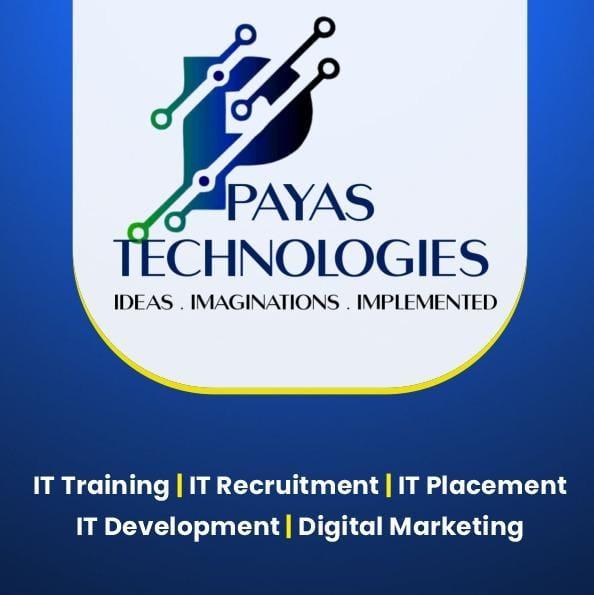 PAYAS
TECHNOLOGIES
IDEAS . IMAGINATIONS . IMPLEMENTED
IT Training | IT Recruitment | IT Placement
IT Development | Digital Marketing